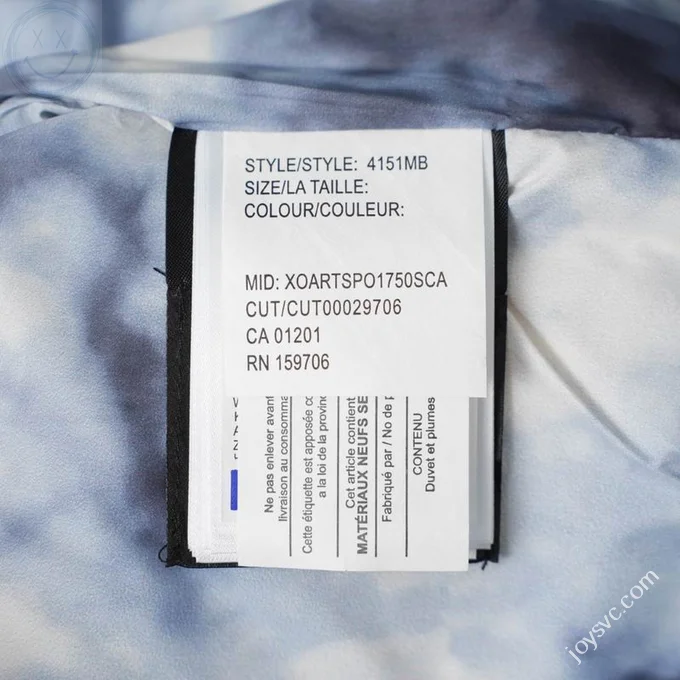 STYLE/STYLE: 4151MB
SIZE/LA TAILLE:
COLOUR/COULEUR:
MID: XOARTSPO1750SCA
CUT/CUT00029706
CA 01201
RN 159706
Ne pas enlever avant
livraison au consomma
Cette étiquette est apposée co
a la loi de la provinc
Cet article contient
MATÉRIAUX NEUFS SE
Fabriqué par / No de p
CONTENU
Duvet et plumes
joysvc.com